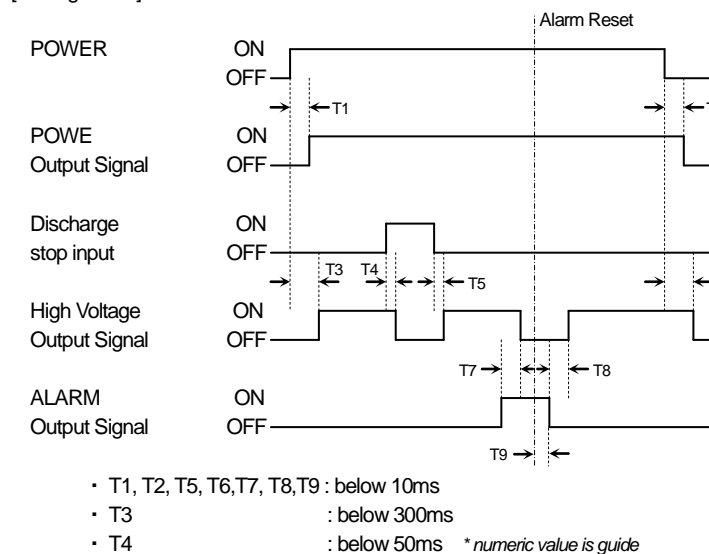 Alarm Reset
POWER ON
OFF
T1
POWE ON
Output Signal OFF
Discharge ON
stop input OFF
T3 T4 T5
High Voltage ON
Output Signal OFF
T7 T8
ALARM ON
Output Signal OFF
T9
・ T1, T2, T5, T6,T7, T8,T9 : below 10ms
・ T3 : below 300ms
・ T4 : below 50ms * numeric value is guide